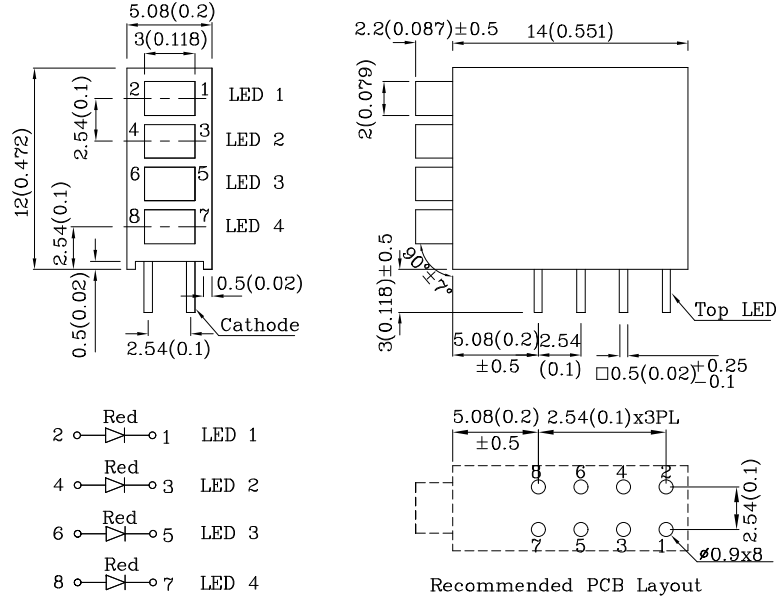 5.08(0.2)
3(0.118)
2 1 LED 1
4 3 LED 2
6 5 LED 3
8 7 LED 4
12(0.472)
2.54(0.1)
2.54(0.1)
0.5(0.02)
0.5(0.02)
Cathode
2.54(0.1)
2.2(0.087)±0.5
14(0.551)
2(0.079)
90°±7°
3(0.118)±0.5
Top LED
5.08(0.2)
±0.5
2.54
(0.1)
□0.5(0.02)+0.25
−0.1
2 Red 1 LED 1
4 Red 3 LED 2
6 Red 5 LED 3
8 Red 7 LED 4
5.08(0.2)
±0.5
2.54(0.1)x3PL
8 6 4 2
7 5 3 1
2.54(0.1)
ø0.9x8
Recommended PCB Layout